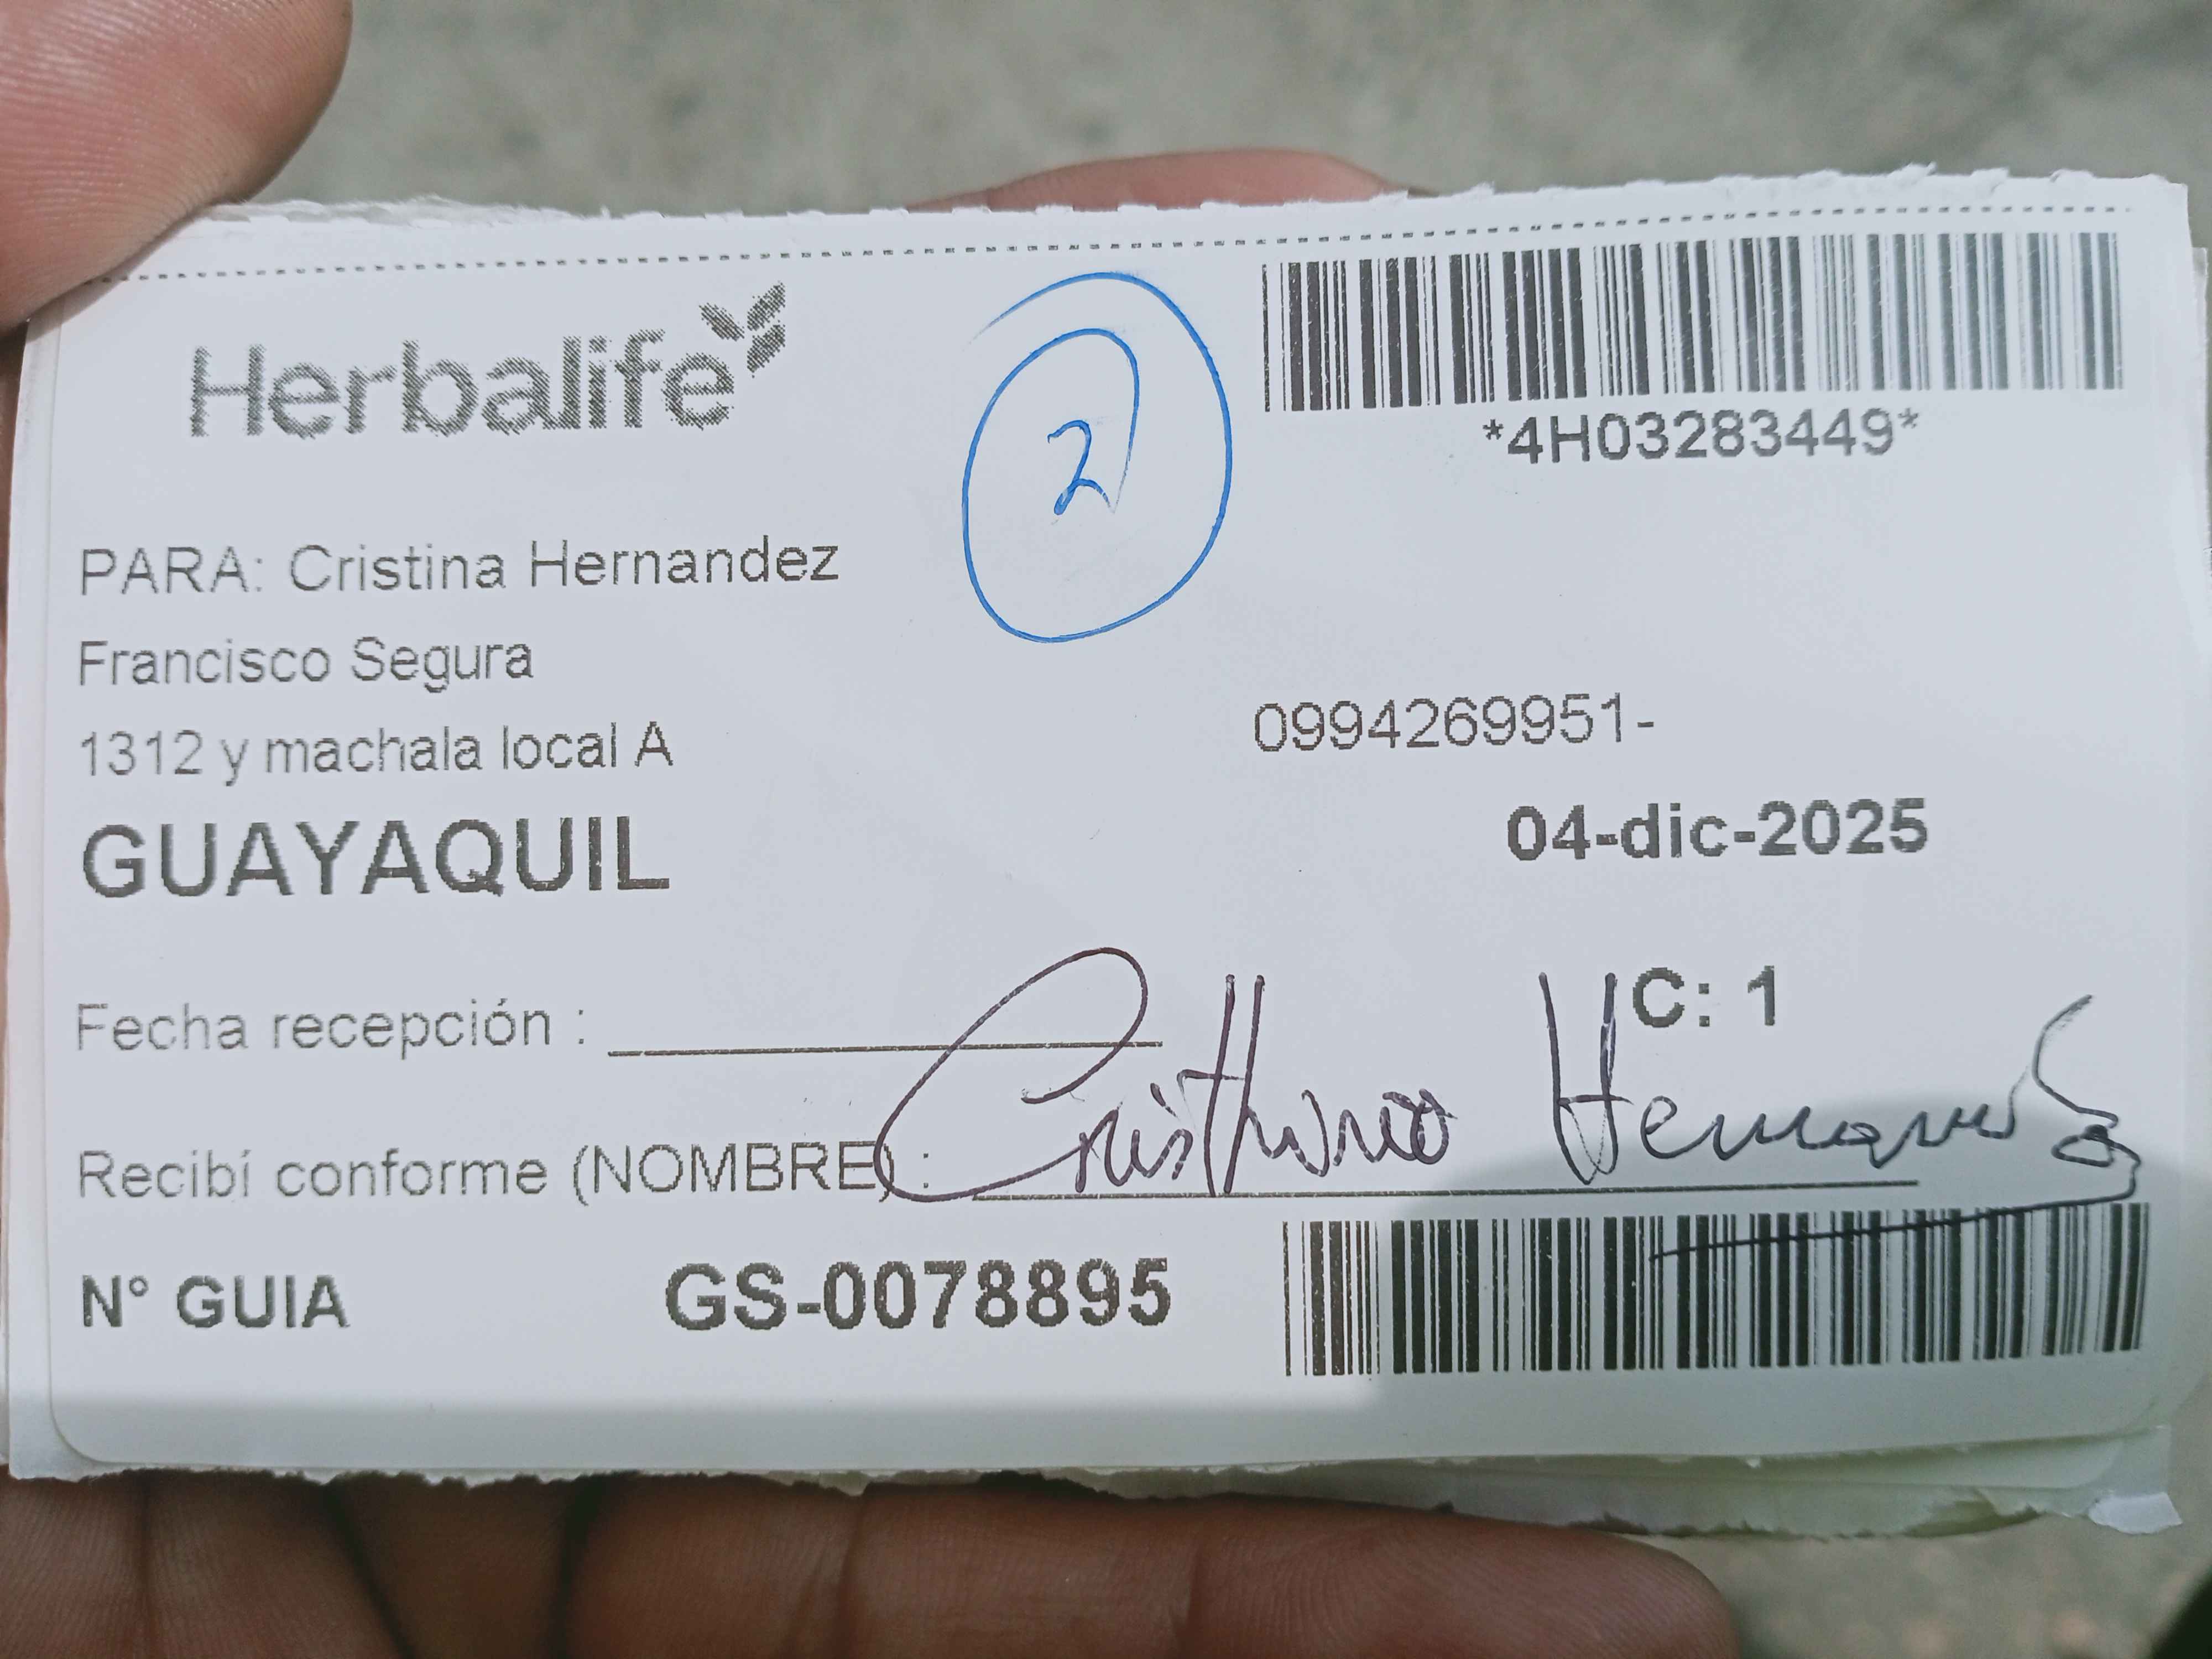 Herbalife
2
*4H03283449*
PARA: Cristina Hernandez
Francisco Segura
1312 y machala local A
0994269951-
GUAYAQUIL
04-dic-2025
C: 1
Fecha recepción :
Recibí conforme (NOMBRE) :
N° GUIA GS-0078895